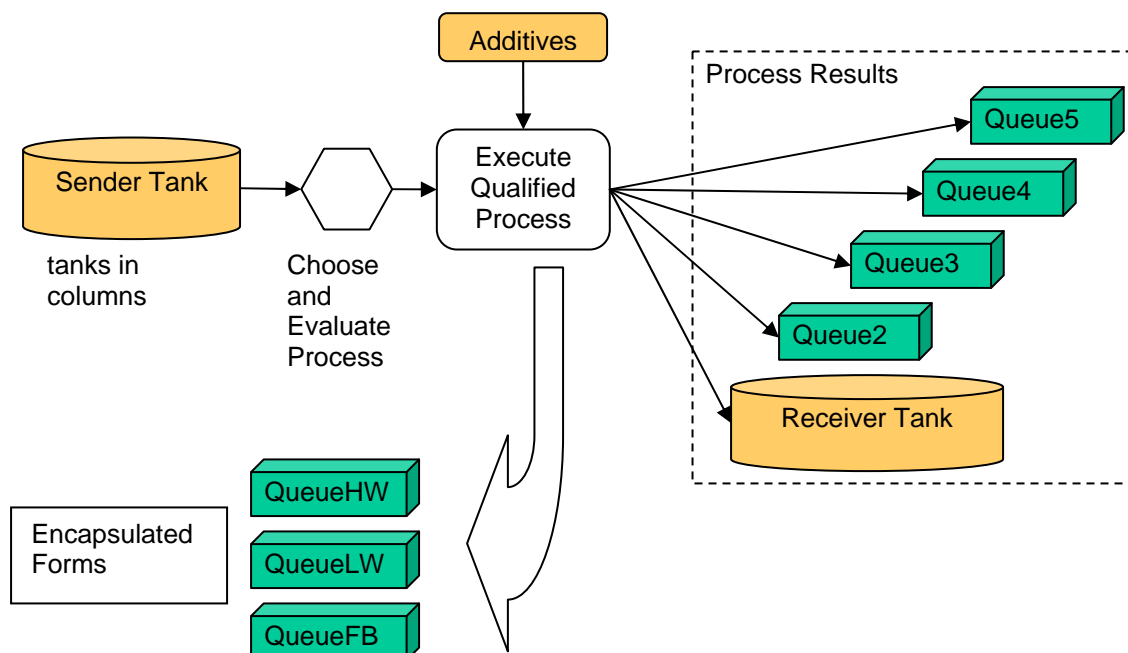 Additives
Process Results
Queue5
Execute
Qualified
Process
Sender Tank
Queue4
Queue3
tanks in
columns
Choose
and
Evaluate
Process
Queue2
Receiver Tank
QueueHW
Encapsulated
Forms
QueueLW
QueueFB